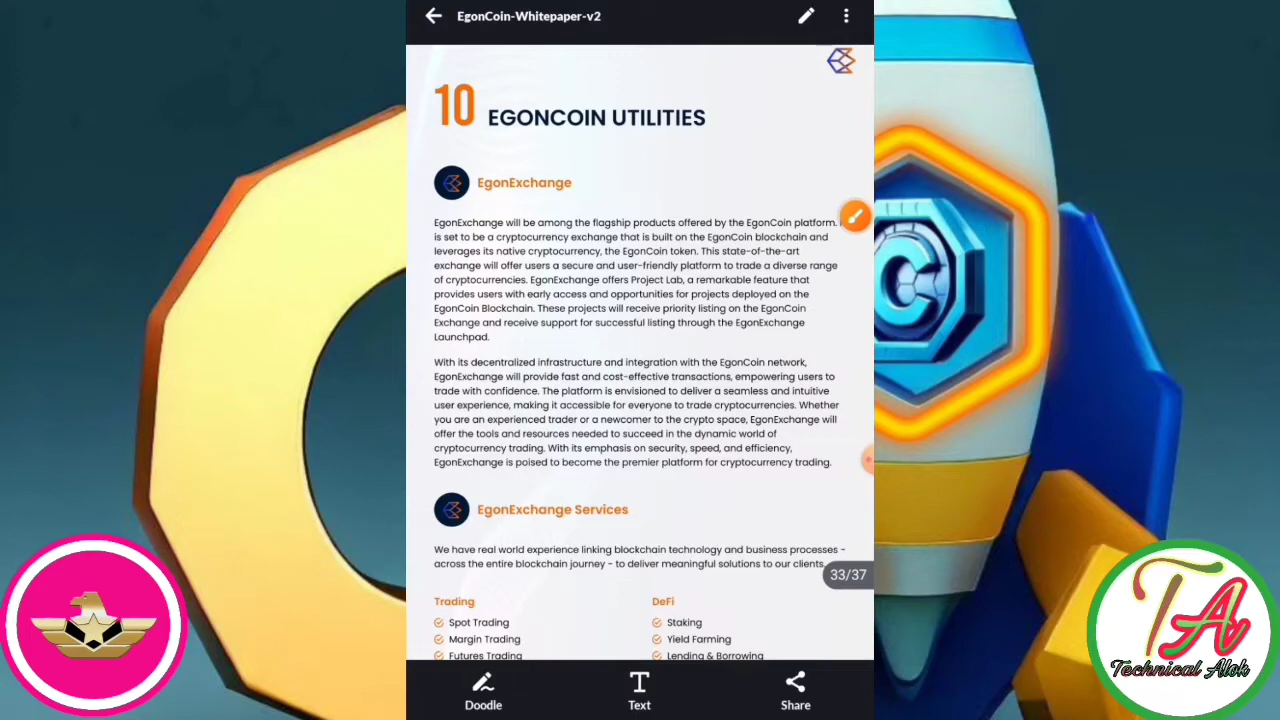 EgonCoin-Whitepaper-v2
10 EGONCOIN UTILITIES
EgonExchange
EgonExchange will be among the flagship products offered by the EgonCoin platform.
is set to be a cryptocurrency exchange that is built on the EgonCoin blockchain and
leverages its native cryptocurrency, the EgonCoin token. This state-of-the-art
exchange will offer users a secure and user-friendly platform to trade a diverse range
of cryptocurrencies. EgonExchange offers Project Lab, a remarkable feature that
provides users with early access and opportunities for projects deployed on the
EgonCoin Blockchain. These projects will receive priority listing on the EgonCoin
Exchange and receive support for successful listing through the EgonExchange
Launchpad.
With its decentralized infrastructure and integration with the EgonCoin network,
EgonExchange will provide fast and cost-effective transactions, empowering users to
trade with confidence. The platform is envisioned to deliver a seamless and intuitive
user experience, making it accessible for everyone to trade cryptocurrencies. Whether
you are an experienced trader or a newcomer to the crypto space, EgonExchange will
offer the tools and resources needed to succeed in the dynamic world of
cryptocurrency trading. With its emphasis on security, speed, and efficiency,
EgonExchange is poised to become the premier platform for cryptocurrency trading.
EgonExchange Services
We have real world experience linking blockchain technology and business processes -
across the entire blockchain journey - to deliver meaningful solutions to our clients.
33/37
Trading
Spot Trading
Margin Trading
Futures Trading
DeFi
Staking
Yield Farming
Lending & Borrowing
Doodle
Text
Share
C
TA
Technical Alok